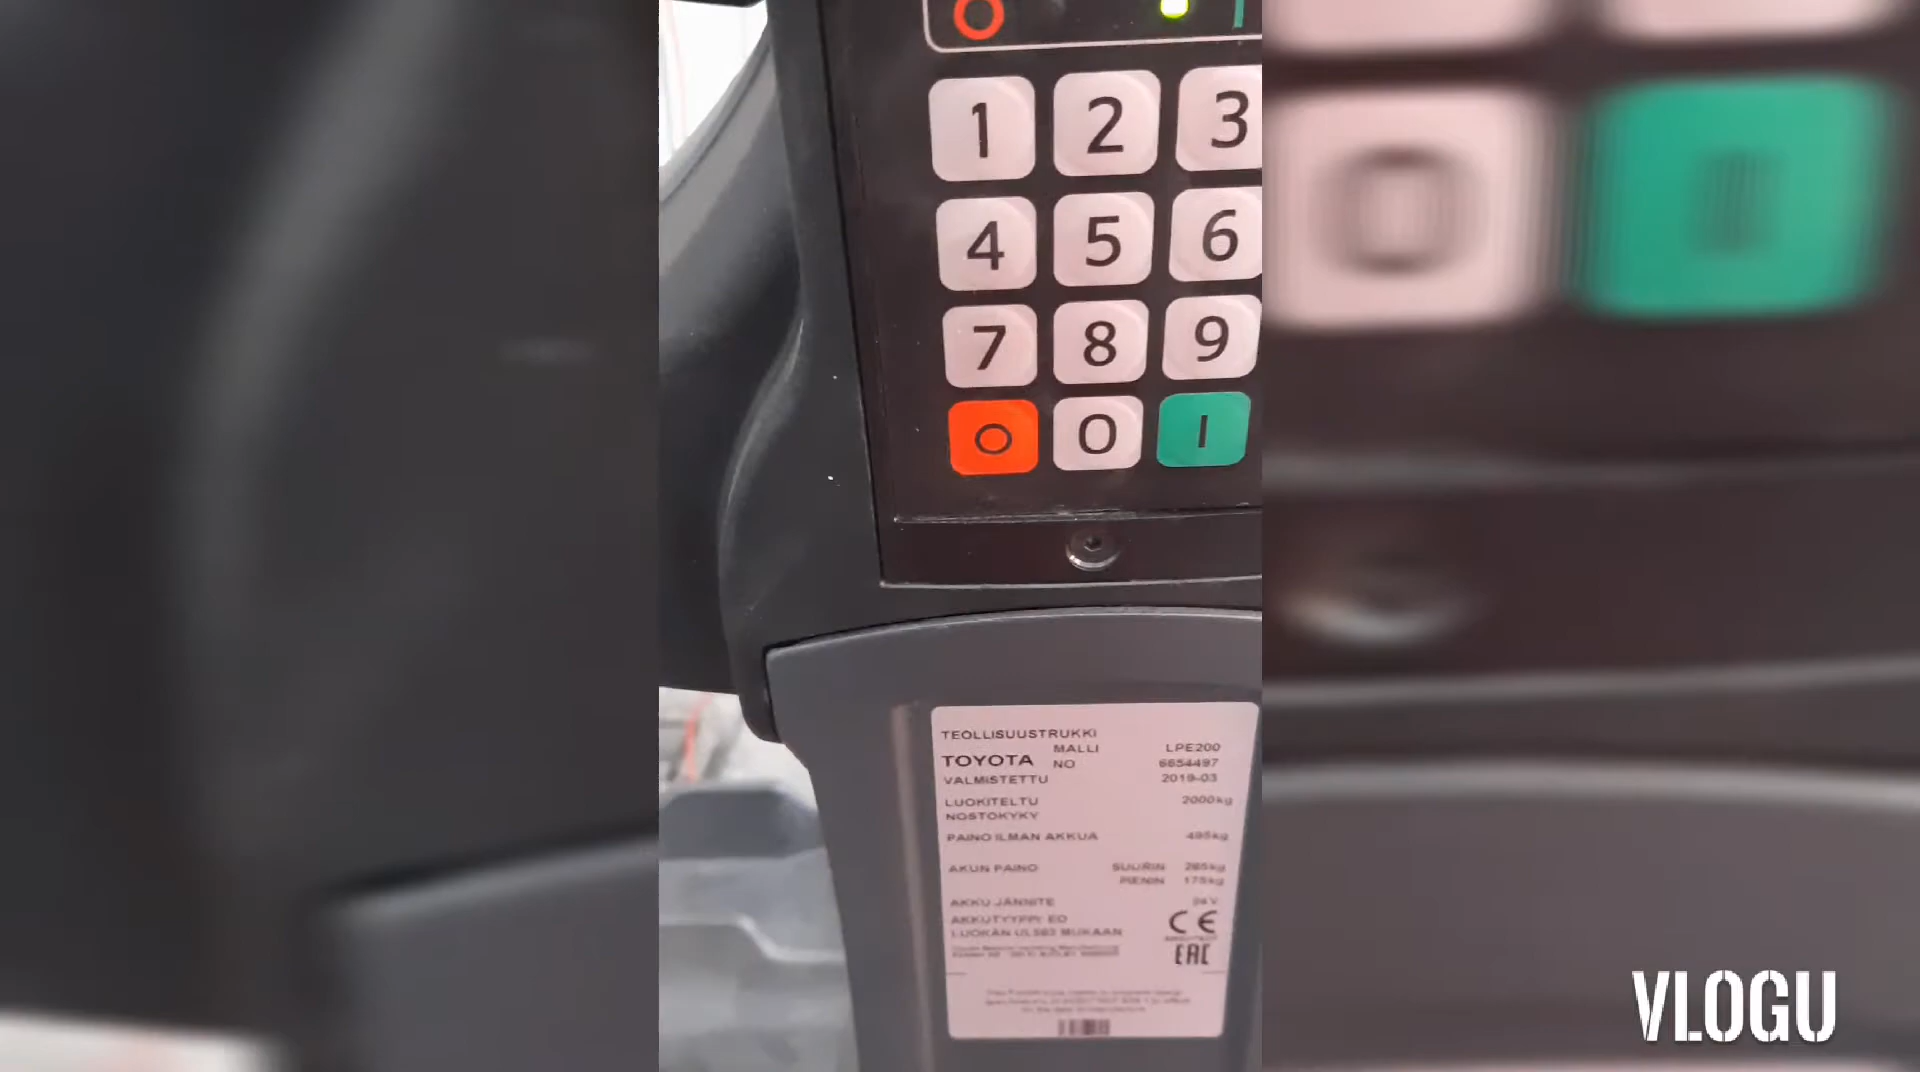 1 2 3
4 5 6
7 8 9
O 0 I
TEOLLISUUSTRUKKI
TOYOTA MALLI LPE200
NO 6654497
VALMISTETTU 2019-03
LUOKITELTU 2000kg
NOSTOKYKY
PAINO ILMAN AKKUA 495kg
AKUN PAINO SUURIN 265kg
PIENIN 175kg
AKKU JÄNNITE 24 V
AKKUTYYPPI EO
LUOKAN UL583 MUKAAN
CE
EAC
VLOGU